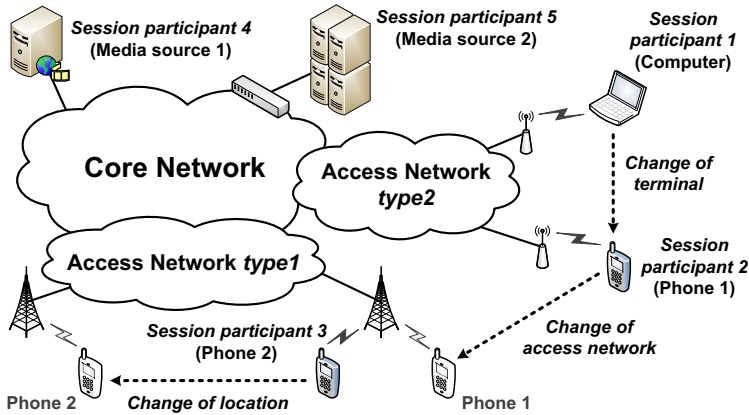 Session participant 4
(Media source 1)
Session participant 5
(Media source 2)
Session
participant 1
(Computer)
Core Network
Access Network
type2
Change of
terminal
Session
participant 2
(Phone 1)
Access Network type1
Session participant 3
(Phone 2)
Change of
access network
Phone 2
Change of location
Phone 1